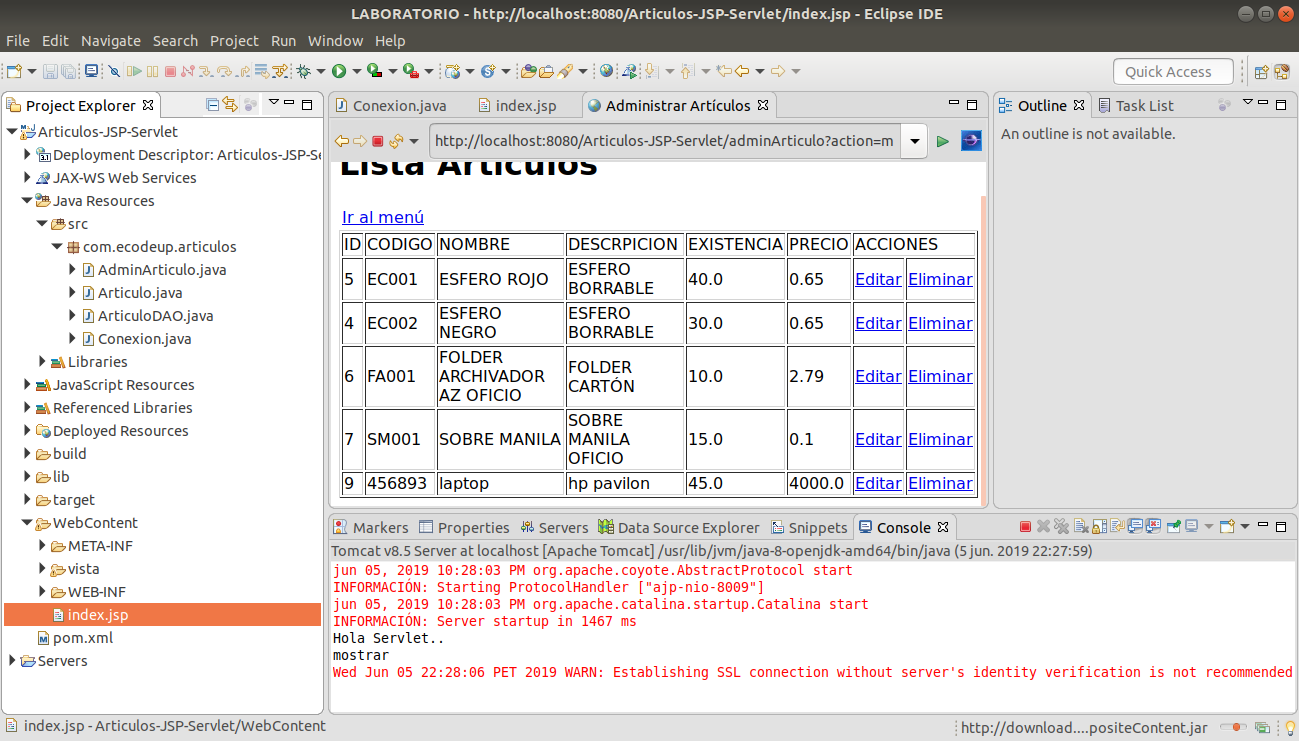 LABORATORIO - http://localhost:8080/Articulos-JSP-Servlet/index.jsp - Eclipse IDE
File Edit Navigate Search Project Run Window Help
Quick Access
Project Explorer
Articulos-JSP-Servlet
Deployment Descriptor: Articulos-JSP-Se
JAX-WS Web Services
Java Resources
src
com.ecodeup.articulos
AdminArticulo.java
Articulo.java
ArticuloDAO.java
Conexion.java
Libraries
JavaScript Resources
Referenced Libraries
Deployed Resources
build
lib
target
WebContent
META-INF
vista
WEB-INF
index.jsp
pom.xml
Servers
Conexion.java index.jsp Administrar Artículos
http://localhost:8080/Articulos-JSP-Servlet/adminArticulo?action=m
Lista Artículos
Ir al menú
ID CODIGO NOMBRE DESCRPICION EXISTENCIA PRECIO ACCIONES
5 EC001 ESFERO ROJO ESFERO BORRABLE 40.0 0.65 Editar Eliminar
4 EC002 ESFERO NEGRO ESFERO BORRABLE 30.0 0.65 Editar Eliminar
6 FA001 FOLDER ARCHIVADOR AZ OFICIO FOLDER CARTÓN 10.0 2.79 Editar Eliminar
7 SM001 SOBRE MANILA SOBRE MANILA OFICIO 15.0 0.1 Editar Eliminar
9 456893 laptop hp pavilon 45.0 4000.0 Editar Eliminar
Outline Task List
An outline is not available.
Markers Properties Servers Data Source Explorer Snippets Console
Tomcat v8.5 Server at localhost [Apache Tomcat] /usr/lib/jvm/java-8-openjdk-amd64/bin/java (5 jun. 2019 22:27:59)
jun 05, 2019 10:28:03 PM org.apache.coyote.AbstractProtocol start
INFORMACIÓN: Starting ProtocolHandler ["ajp-nio-8009"]
jun 05, 2019 10:28:03 PM org.apache.catalina.startup.Catalina start
INFORMACIÓN: Server startup in 1467 ms
Hola Servlet..
mostrar
Wed Jun 05 22:28:06 PET 2019 WARN: Establishing SSL connection without server's identity verification is not recommended
index.jsp - Articulos-JSP-Servlet/WebContent
http://download....positeContent.jar